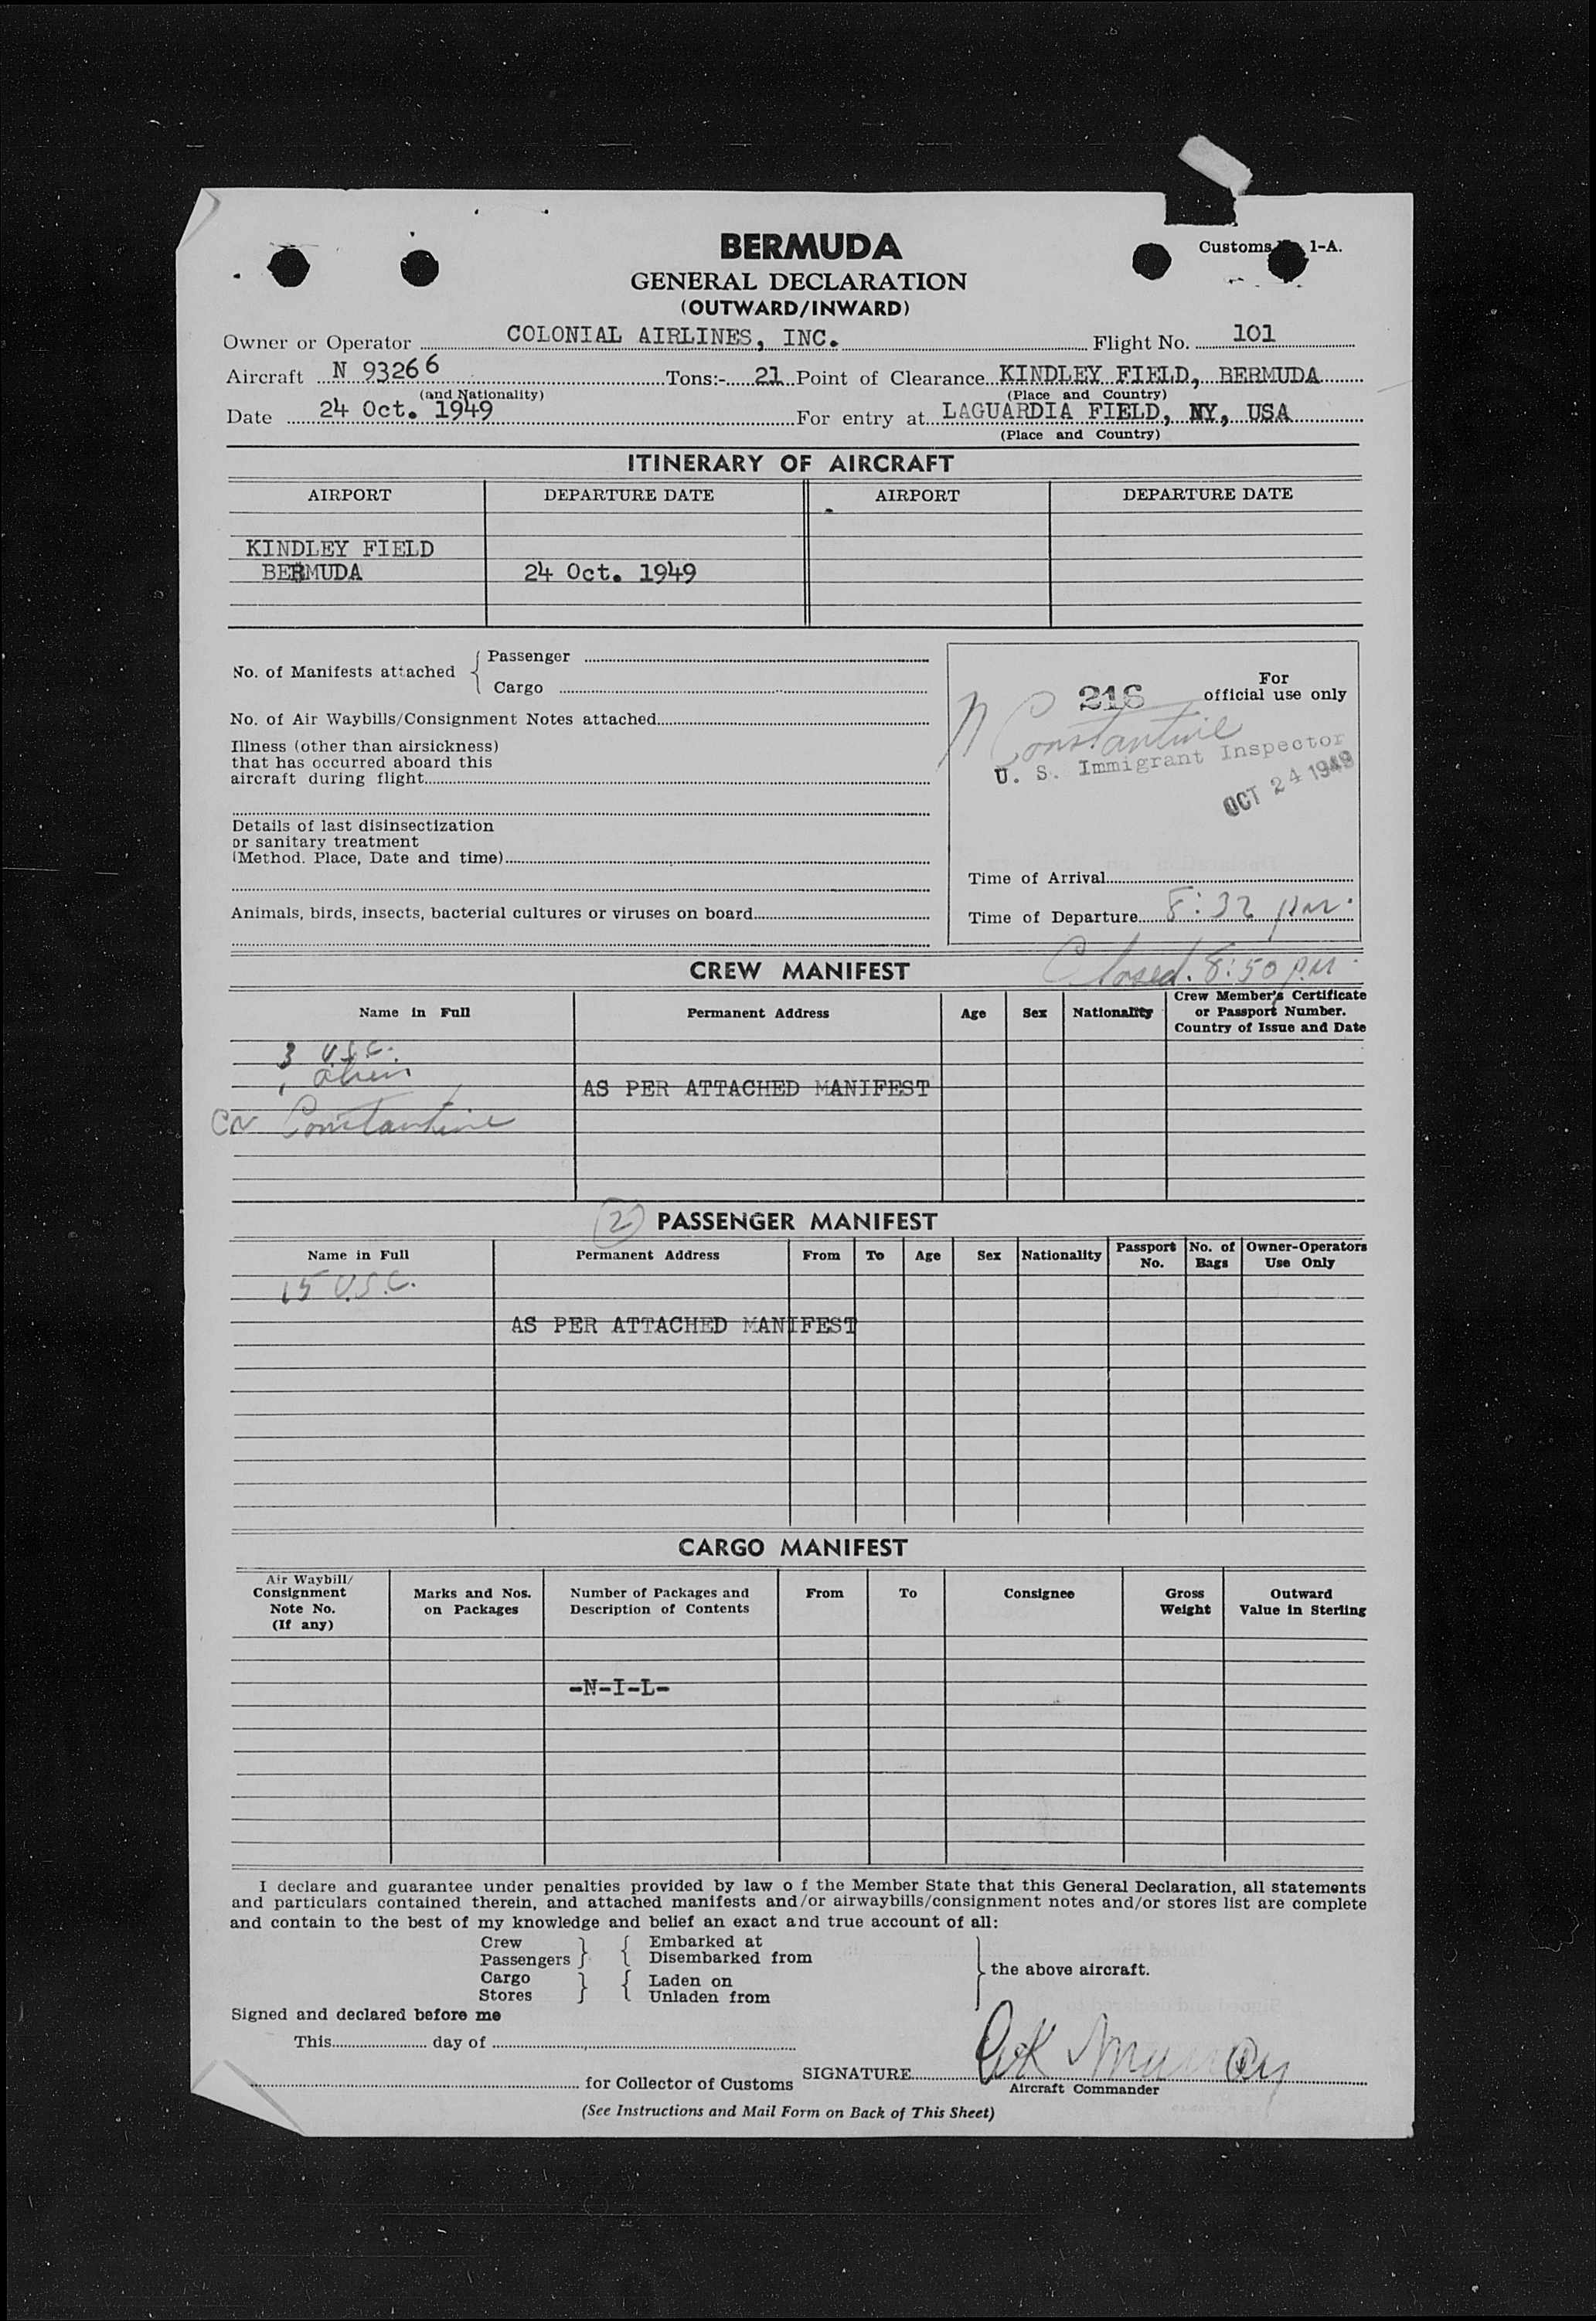 BERMUDA
Customs 1-A.
GENERAL DECLARATION
(OUTWARD/INWARD)
Owner or Operator COLONIAL AIRLINES, INC. Flight No. 101
Aircraft N 93266 Tons:- 21 Point of Clearance KINDLEY FIELD, BERMUDA
(and Nationality) (Place and Country)
Date 24 Oct. 1949 For entry at LAGUARDIA FIELD, NY, USA
(Place and Country)
ITINERARY OF AIRCRAFT
AIRPORT DEPARTURE DATE AIRPORT DEPARTURE DATE
KINDLEY FIELD
BERMUDA 24 Oct. 1949
No. of Manifests attached { Passenger
Cargo
No. of Air Waybills/Consignment Notes attached
Illness (other than airsickness)
that has occurred aboard this
aircraft during flight
Details of last disinsectization
or sanitary treatment
(Method. Place, Date and time)
Animals, birds, insects, bacterial cultures or viruses on board
For
official use only
216
N Constantine
U. S. Immigrant Inspector
OCT 24 1949
Time of Arrival
Time of Departure 8:32 pm.
Closed. 8:50 P.M.
CREW MANIFEST
Name in Full Permanent Address Age Sex Nationality Crew Member's Certificate
or Passport Number.
Country of Issue and Date
3 U.S.C.
1 alien
AS PER ATTACHED MANIFEST
CN Constantine
(2) PASSENGER MANIFEST
Name in Full Permanent Address From To Age Sex Nationality Passport No. No. of Bags Owner-Operators Use Only
15 U.S.C.
AS PER ATTACHED MANIFEST
CARGO MANIFEST
Air Waybill/ Consignment Note No. (If any) Marks and Nos. on Packages Number of Packages and Description of Contents From To Consignee Gross Weight Outward Value in Sterling
-N-I-L-
I declare and guarantee under penalties provided by law o f the Member State that this General Declaration, all statements
and particulars contained therein, and attached manifests and/or airwaybills/consignment notes and/or stores list are complete
and contain to the best of my knowledge and belief an exact and true account of all:
Crew } { Embarked at
Passengers } { Disembarked from
Cargo } { Laden on
Stores } { Unladen from
} the above aircraft.
Signed and declared before me
This day of
for Collector of Customs
SIGNATURE
Aircraft Commander
(See Instructions and Mail Form on Back of This Sheet)